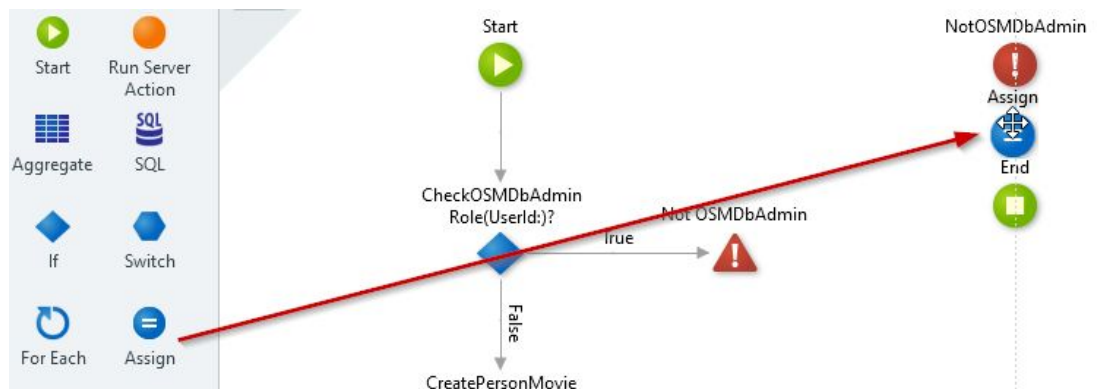 Start
Run Server
Action
Aggregate
SQL
SQL
If
Switch
For Each
Assign
Start
CheckOSMDbAdmin
Role(UserId:)?
True
Not OSMDbAdmin
False
CreatePersonMovie
NotOSMDbAdmin
Assign
End